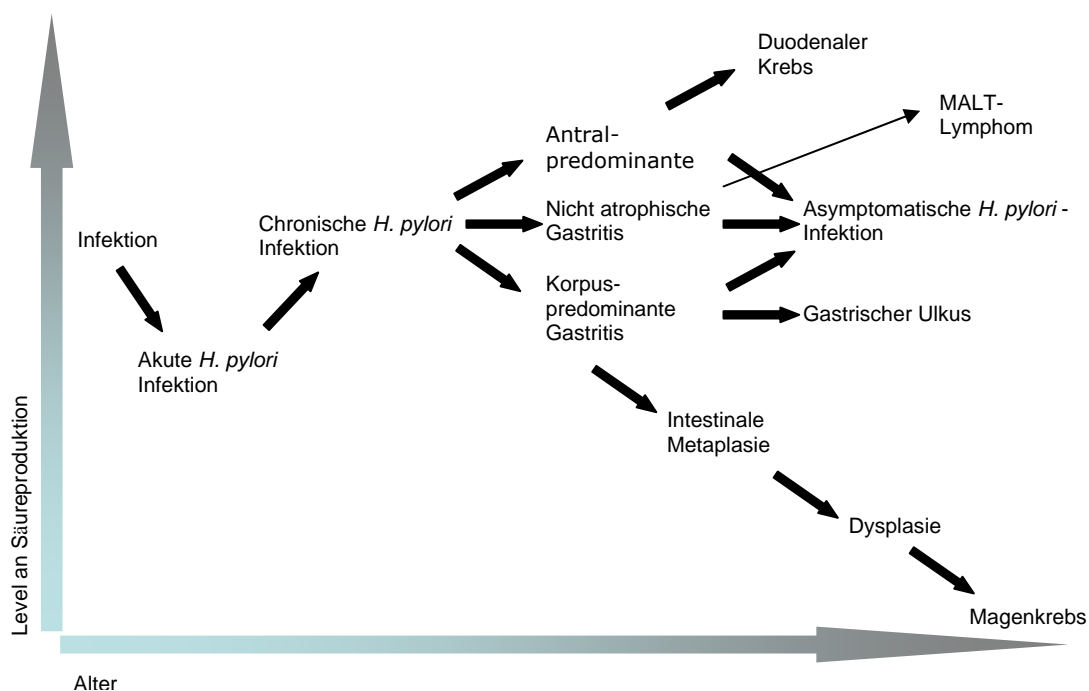 Duodenaler
Krebs
MALT-
Lymphom
Antral-
predominante
Chronische H. pylori
Infektion
Nicht atrophische
Gastritis
Asymptomatische H. pylori -
Infektion
Infektion
Korpus-
predominante
Gastritis
Gastrischer Ulkus
Akute H. pylori
Infektion
Intestinale
Metaplasie
Dysplasie
Magenkrebs
Level an Säureproduktion
Alter